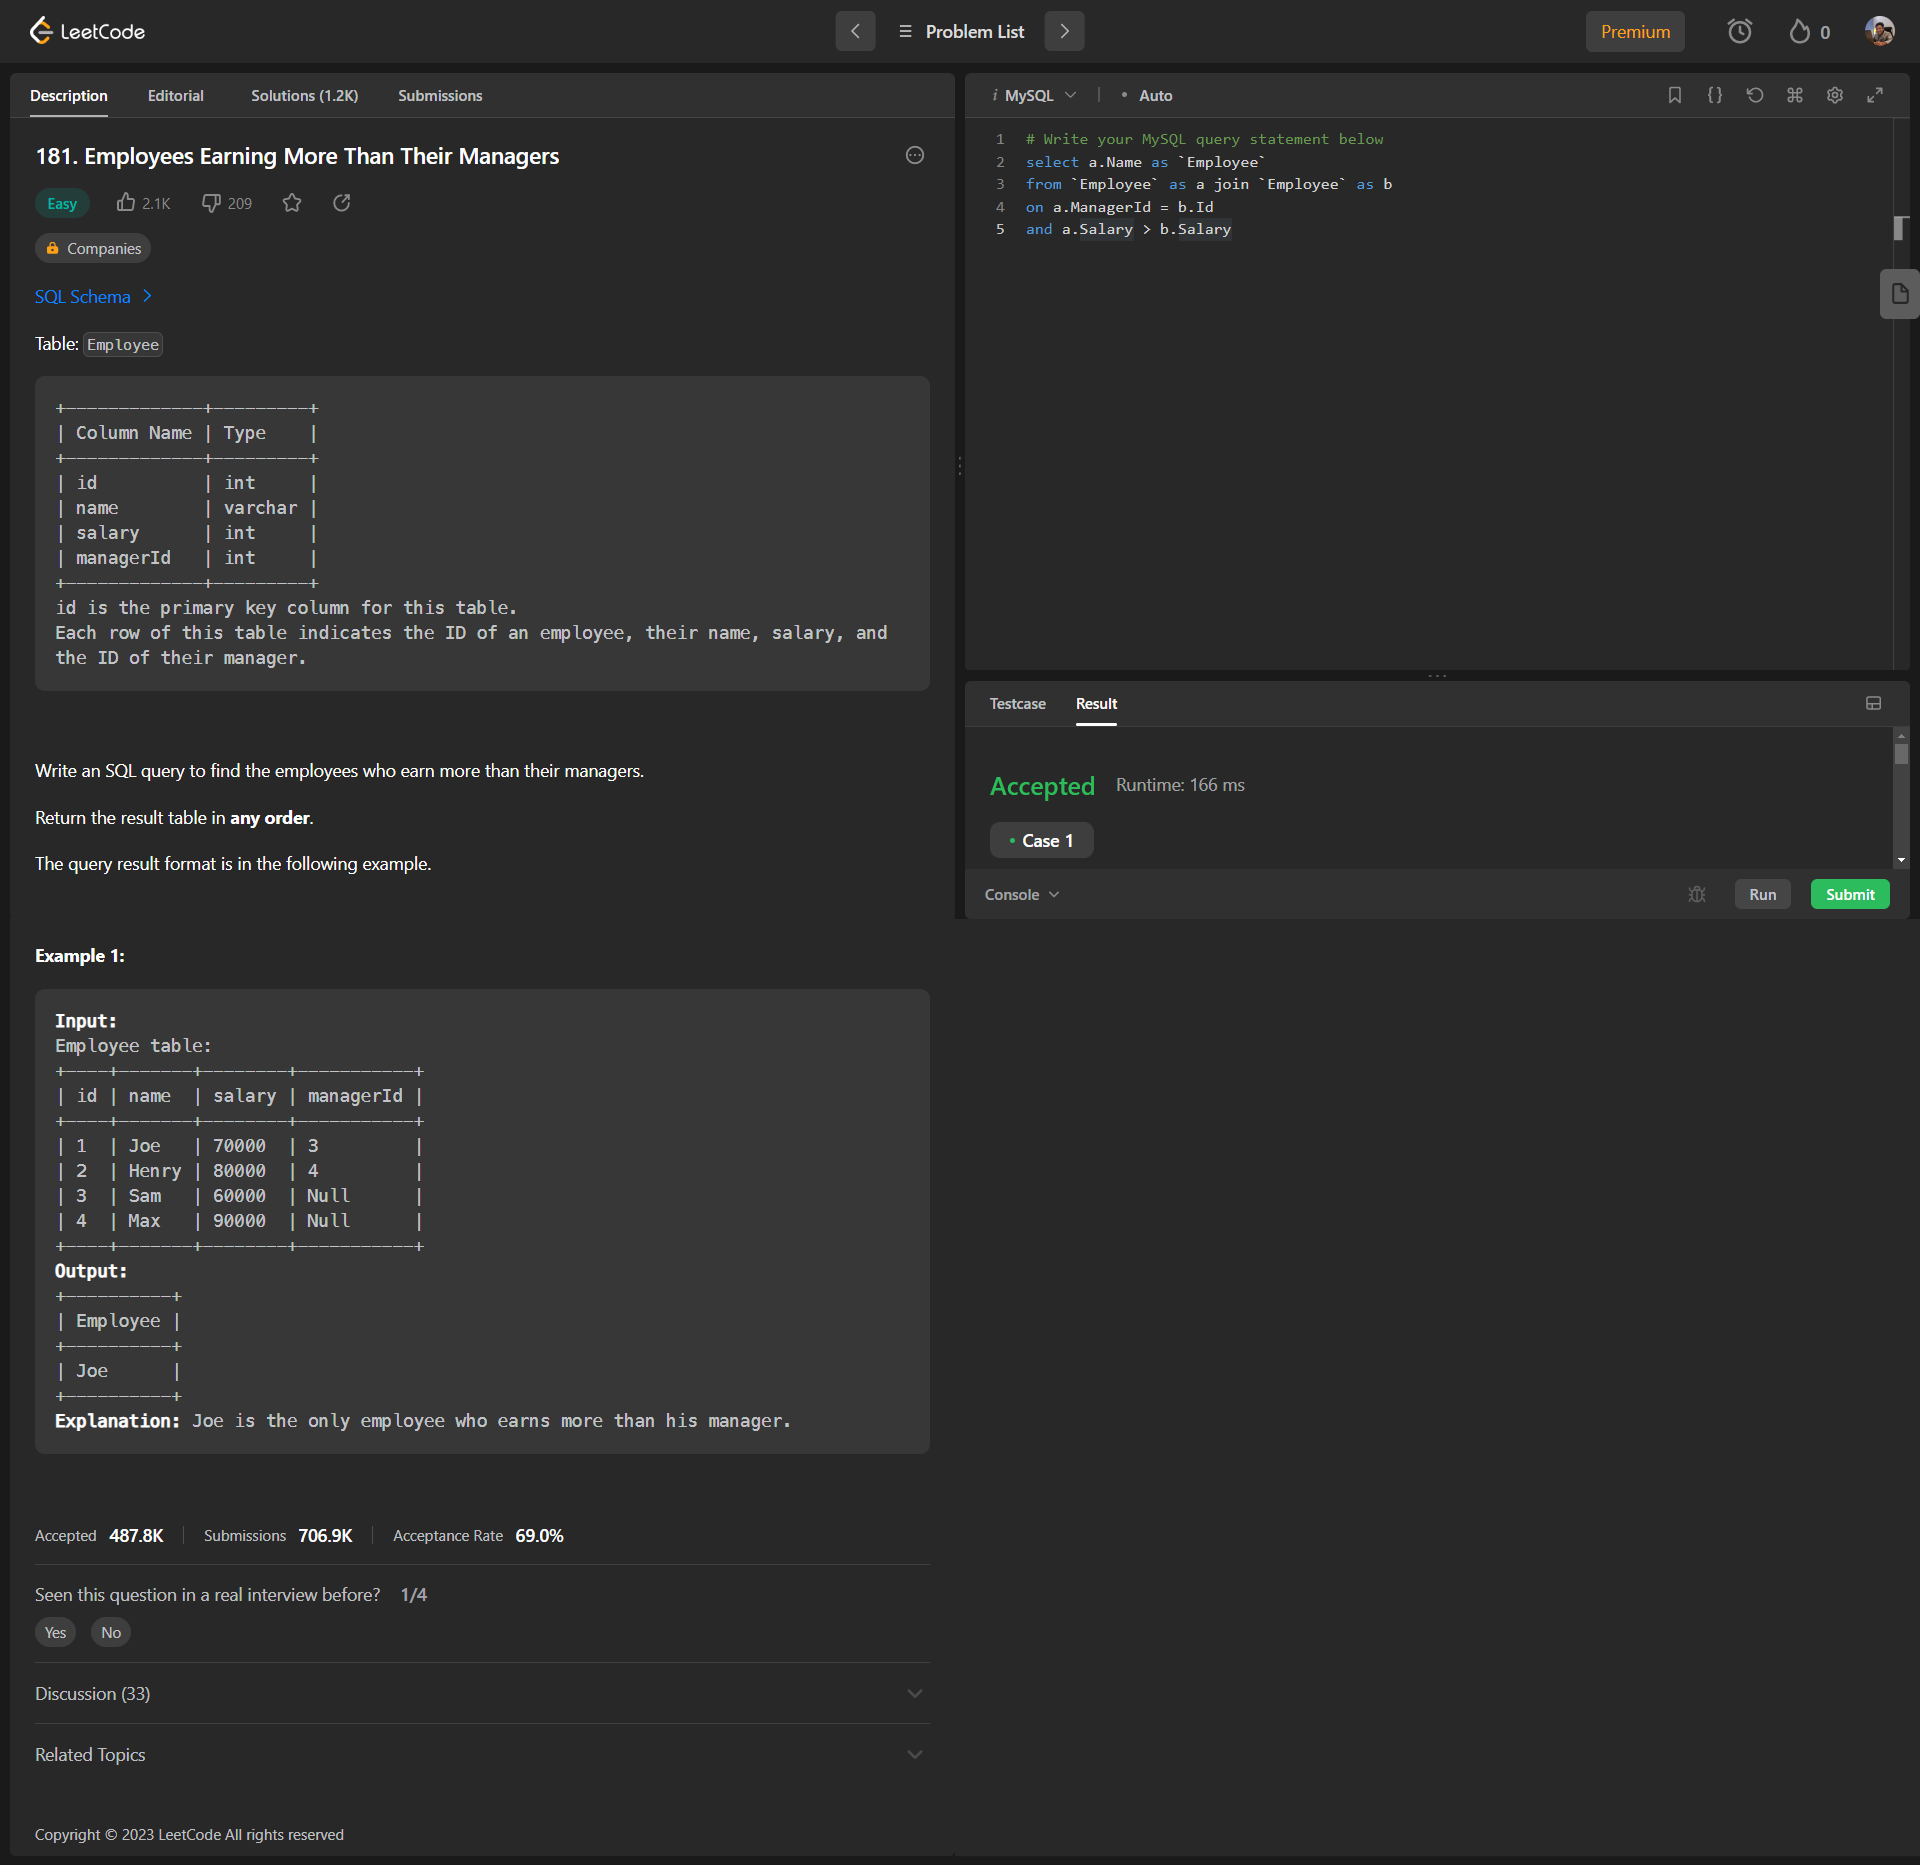 LeetCode
Problem List
Premium
0
Description
Editorial
Solutions (1.2K)
Submissions
181. Employees Earning More Than Their Managers
Easy
2.1K
209
Companies
SQL Schema
Table: Employee
+-------------+---------+
| Column Name | Type    |
+-------------+---------+
| id          | int     |
| name        | varchar |
| salary      | int     |
| managerId   | int     |
+-------------+---------+
id is the primary key column for this table.
Each row of this table indicates the ID of an employee, their name, salary, and
the ID of their manager.
Write an SQL query to find the employees who earn more than their managers.
Return the result table in any order.
The query result format is in the following example.
Example 1:
Input:
Employee table:
+----+-------+--------+-----------+
| id | name  | salary | managerId |
+----+-------+--------+-----------+
| 1  | Joe   | 70000  | 3         |
| 2  | Henry | 80000  | 4         |
| 3  | Sam   | 60000  | Null      |
| 4  | Max   | 90000  | Null      |
+----+-------+--------+-----------+
Output:
+----------+
| Employee |
+----------+
| Joe      |
+----------+
Explanation: Joe is the only employee who earns more than his manager.
Accepted 487.8K
Submissions 706.9K
Acceptance Rate 69.0%
Seen this question in a real interview before? 1/4
Yes
No
Discussion (33)
Related Topics
Copyright © 2023 LeetCode All rights reserved
i MySQL
• Auto
1 # Write your MySQL query statement below
2 select a.Name as `Employee`
3 from `Employee` as a join `Employee` as b
4 on a.ManagerId = b.Id
5 and a.Salary > b.Salary
Testcase
Result
Accepted Runtime: 166 ms
• Case 1
Console
Run
Submit